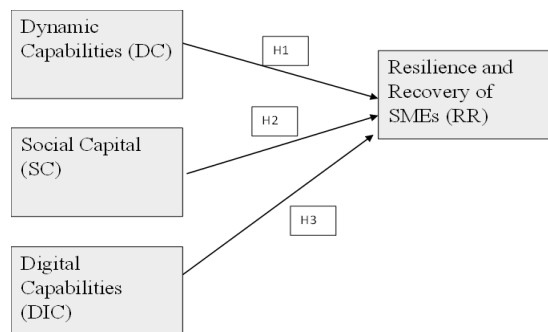 Dynamic
Capabilities (DC)
H1
Resilience and
Recovery of
SMEs (RR)
H2
Social Capital
(SC)
H3
Digital
Capabilities
(DIC)